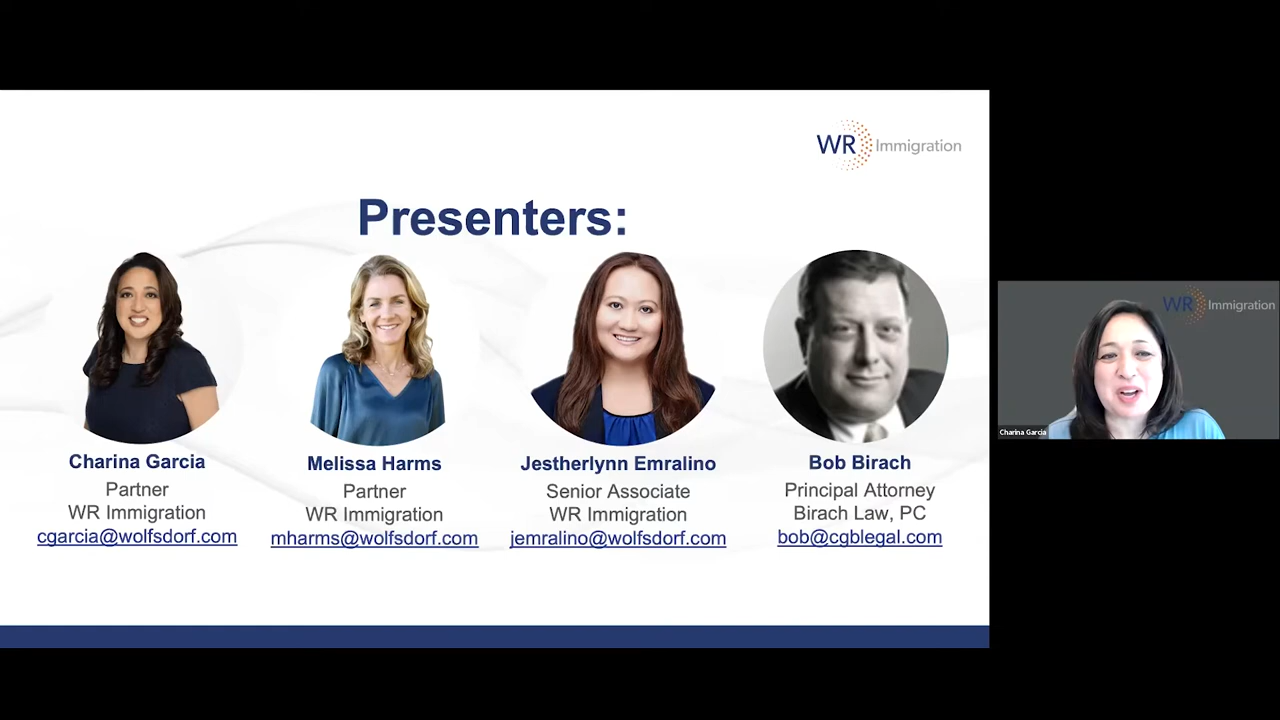 WR Immigration
Presenters:
Charina Garcia
Partner
WR Immigration
cgarcia@wolfsdorf.com
Melissa Harms
Partner
WR Immigration
mharms@wolfsdorf.com
Jestherlynn Emralino
Senior Associate
WR Immigration
jemralino@wolfsdorf.com
Bob Birach
Principal Attorney
Birach Law, PC
bob@cgblegal.com
WR Immigration
Charina Garcia